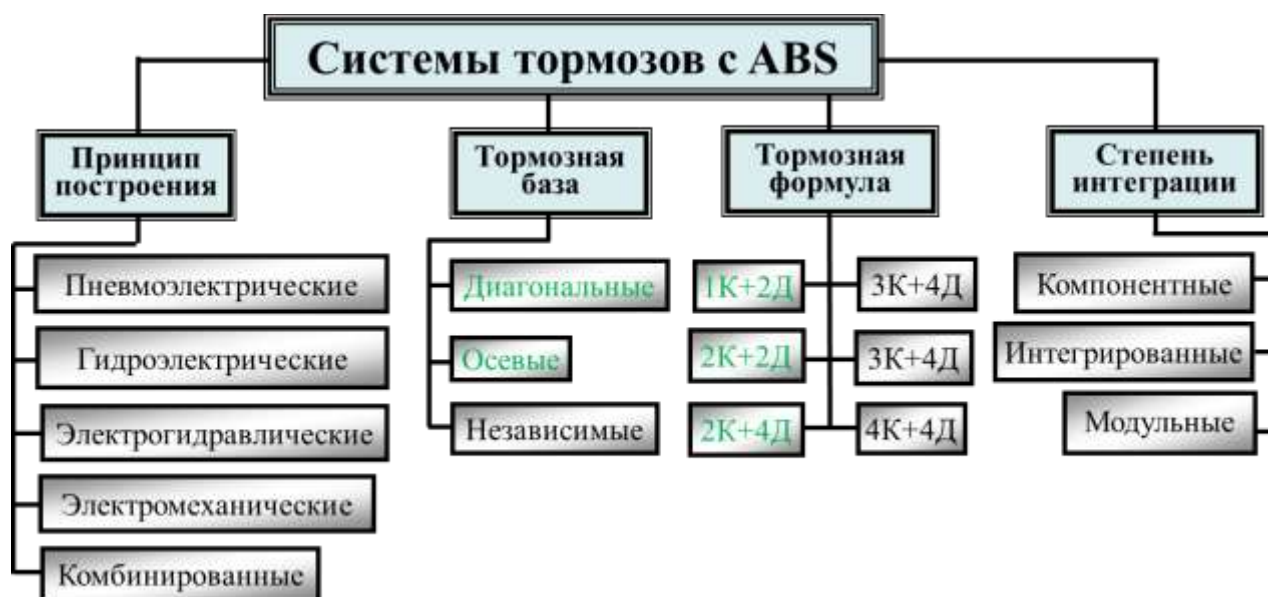 Системы тормозов с ABS
Принцип
построения
Пневмоэлектрические
Гидроэлектрические
Электрогидравлические
Электромеханические
Комбинированные
Тормозная
база
Диагональные
Осевые
Независимые
Тормозная
формула
1К+2Д
3К+4Д
2К+2Д
3К+4Д
2К+4Д
4К+4Д
Степень
интеграции
Компонентные
Интегрированные
Модульные